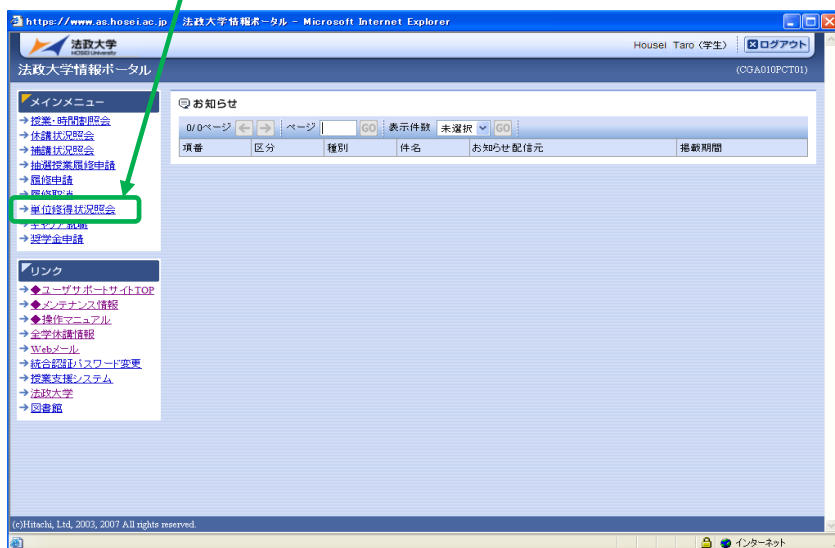 https://www.as.hosei.ac.jp 法政大学情報ポータル - Microsoft Internet Explorer
法政大学
HOSEI University
Housei Taro (学生)
ログアウト
法政大学情報ポータル
(CGA010PCT01)
メインメニュー
授業・時間割照会
休講状況照会
補講状況照会
抽選授業履修申請
履修申請
履修取消
単位修得状況照会
キャリア就職
奨学金申請
リンク
◆ユーザサポートサイトTOP
◆メンテナンス情報
◆操作マニュアル
全学休講情報
Webメール
統合認証パスワード変更
授業支援システム
法政大学
図書館
お知らせ
0/0ページ ページ GO 表示件数 未選択 GO
項番 区分 種別 件名 お知らせ配信元 掲載期間
(c)Hitachi, Ltd, 2003, 2007 All rights reserved.
インターネット